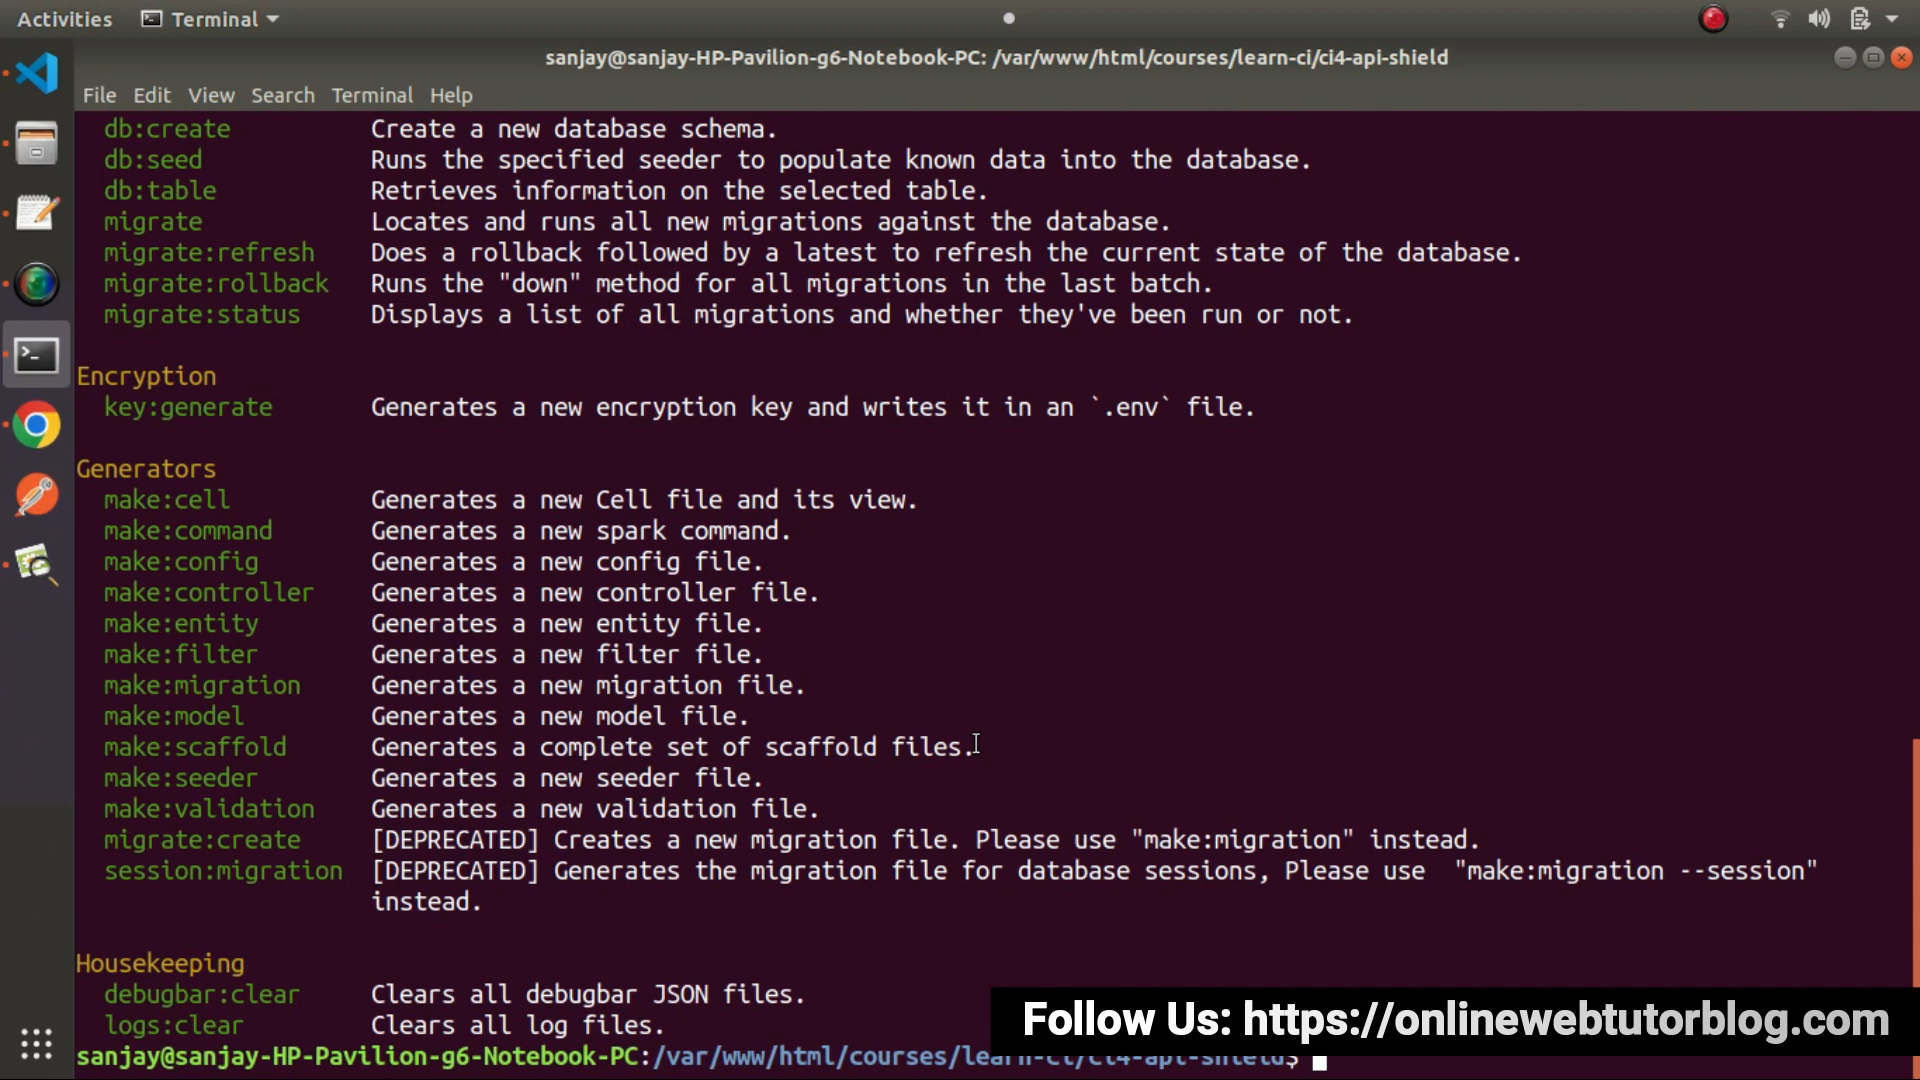 Activities Terminal
sanjay@sanjay-HP-Pavilion-g6-Notebook-PC: /var/www/html/courses/learn-ci/ci4-api-shield
File Edit View Search Terminal Help
db:create Create a new database schema.
db:seed Runs the specified seeder to populate known data into the database.
db:table Retrieves information on the selected table.
migrate Locates and runs all new migrations against the database.
migrate:refresh Does a rollback followed by a latest to refresh the current state of the database.
migrate:rollback Runs the "down" method for all migrations in the last batch.
migrate:status Displays a list of all migrations and whether they've been run or not.
Encryption
key:generate Generates a new encryption key and writes it in an `.env` file.
Generators
make:cell Generates a new Cell file and its view.
make:command Generates a new spark command.
make:config Generates a new config file.
make:controller Generates a new controller file.
make:entity Generates a new entity file.
make:filter Generates a new filter file.
make:migration Generates a new migration file.
make:model Generates a new model file.
make:scaffold Generates a complete set of scaffold files.
make:seeder Generates a new seeder file.
make:validation Generates a new validation file.
migrate:create [DEPRECATED] Creates a new migration file. Please use "make:migration" instead.
session:migration [DEPRECATED] Generates the migration file for database sessions, Please use  "make:migration --session"
instead.
Housekeeping
debugbar:clear Clears all debugbar JSON files.
logs:clear Clears all log files.
Follow Us: https://onlinewebtutorblog.com
sanjay@sanjay-HP-Pavilion-g6-Notebook-PC:/var/www/html/courses/learn-ci/ci4-api-shield$